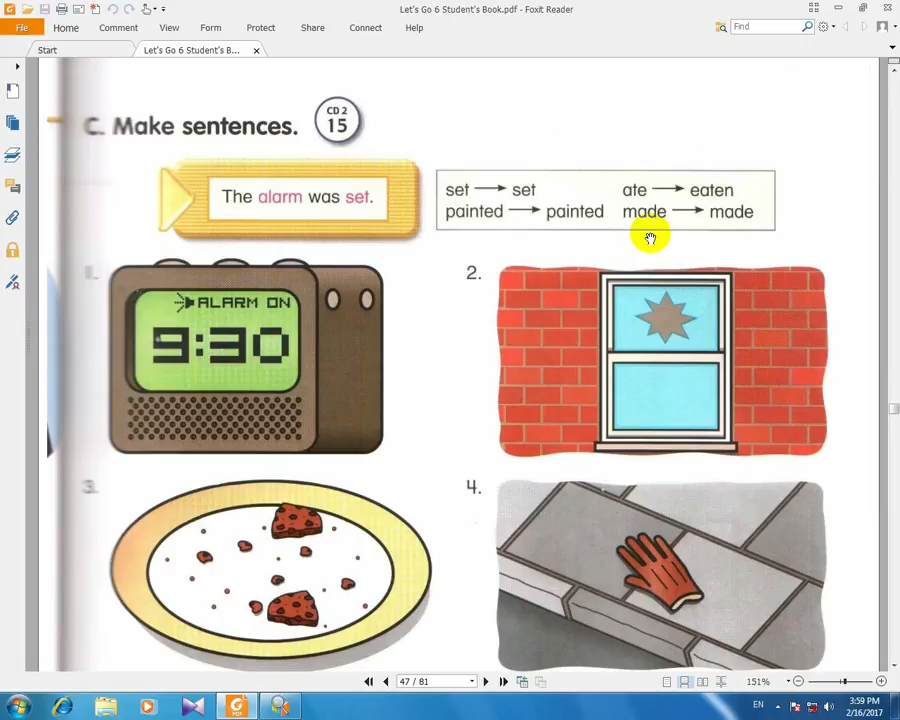 Let's Go 6 Student's Book.pdf - Foxit Reader
File Home Comment View Form Protect Share Connect Help Find
Start Let's Go 6 Student's B...
C. Make sentences. CD 2
15
The alarm was set.
set → set ate → eaten
painted → painted made → made
1. 2.
ALARM ON
9:30
3. 4.
47 / 81 151%
EN 3:59 PM
2/16/2017